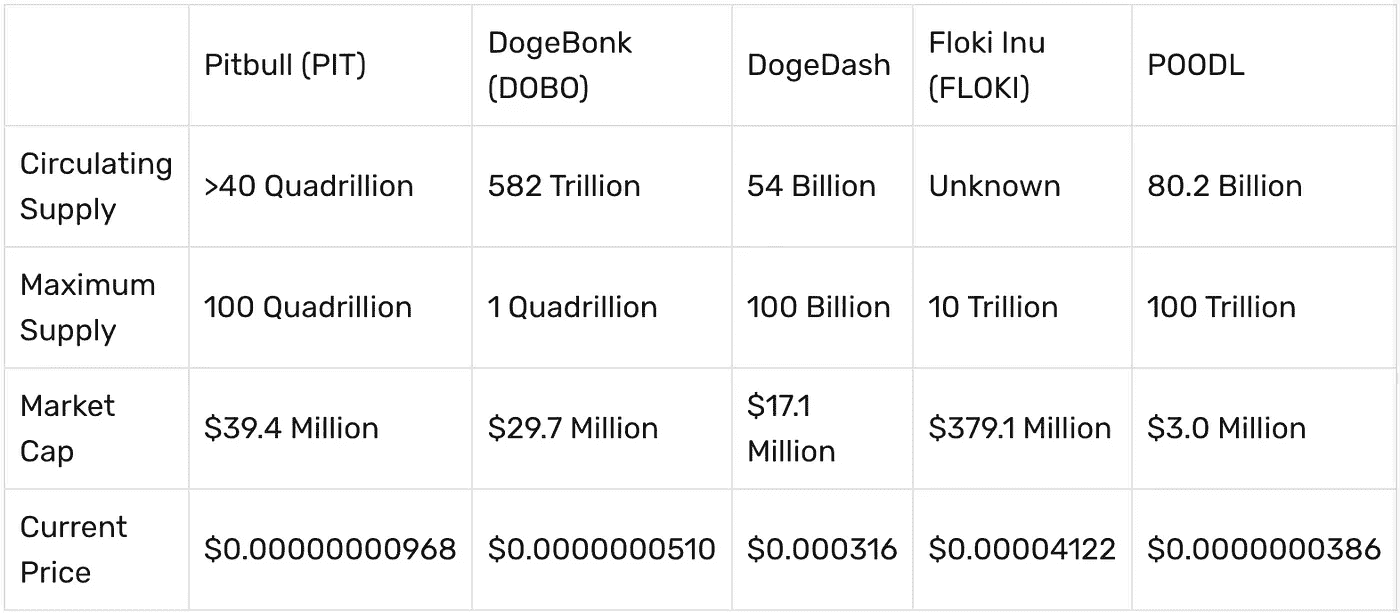 Pitbull (PIT)
DogeBonk
(DOBO)
DogeDash
Floki Inu
(FLOKI)
POODL
Circulating
Supply
>40 Quadrillion
582 Trillion
54 Billion
Unknown
80.2 Billion
Maximum
Supply
100 Quadrillion
1 Quadrillion
100 Billion
10 Trillion
100 Trillion
Market
Cap
$39.4 Million
$29.7 Million
$17.1
Million
$379.1 Million
$3.0 Million
Current
Price
$0.00000000968
$0.0000000510
$0.000316
$0.00004122
$0.0000000386